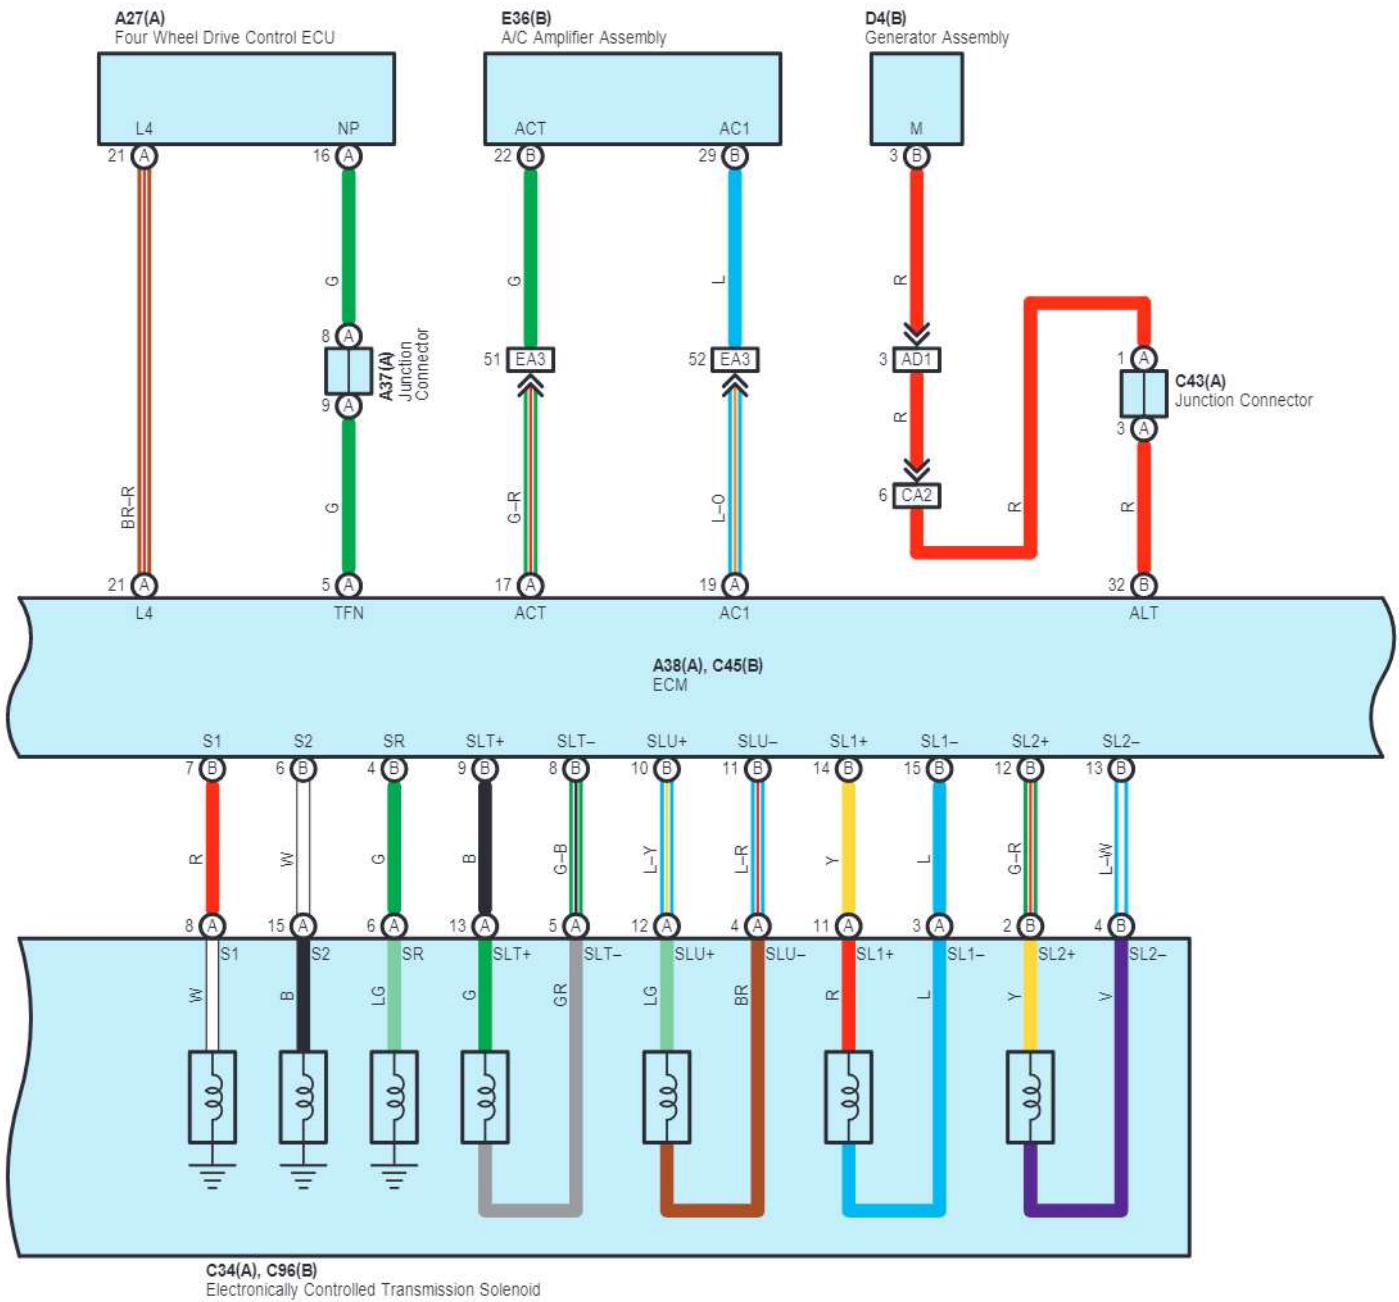 A27(A)
Four Wheel Drive Control ECU
E36(B)
A/C Amplifier Assembly
D4(B)
Generator Assembly
L4 NP ACT AC1 M
21 A 16 A 22 B 29 B 3 B
G G L R
8 A
A37(A)
Junction
Connector
9 A
51 EA3
52 EA3
3 AD1
1 A
C43(A)
Junction Connector
3 A
R
6 CA2
BR–R G G–R L–O R R
21 A 5 A 17 A 19 A 32 B
L4 TFN ACT AC1 ALT
A38(A), C45(B)
ECM
S1 S2 SR SLT+ SLT– SLU+ SLU– SL1+ SL1– SL2+ SL2–
7 B 6 B 4 B 9 B 8 B 10 B 11 B 14 B 15 B 12 B 13 B
R W G B G–B L–Y L–R Y L G–R L–W
8 A 15 A 6 A 13 A 5 A 12 A 4 A 11 A 3 A 2 B 4 B
S1 S2 SR SLT+ SLT– SLU+ SLU– SL1+ SL1– SL2+ SL2–
W B LG G GR LG BR R L Y V
C34(A), C96(B)
Electronically Controlled Transmission Solenoid